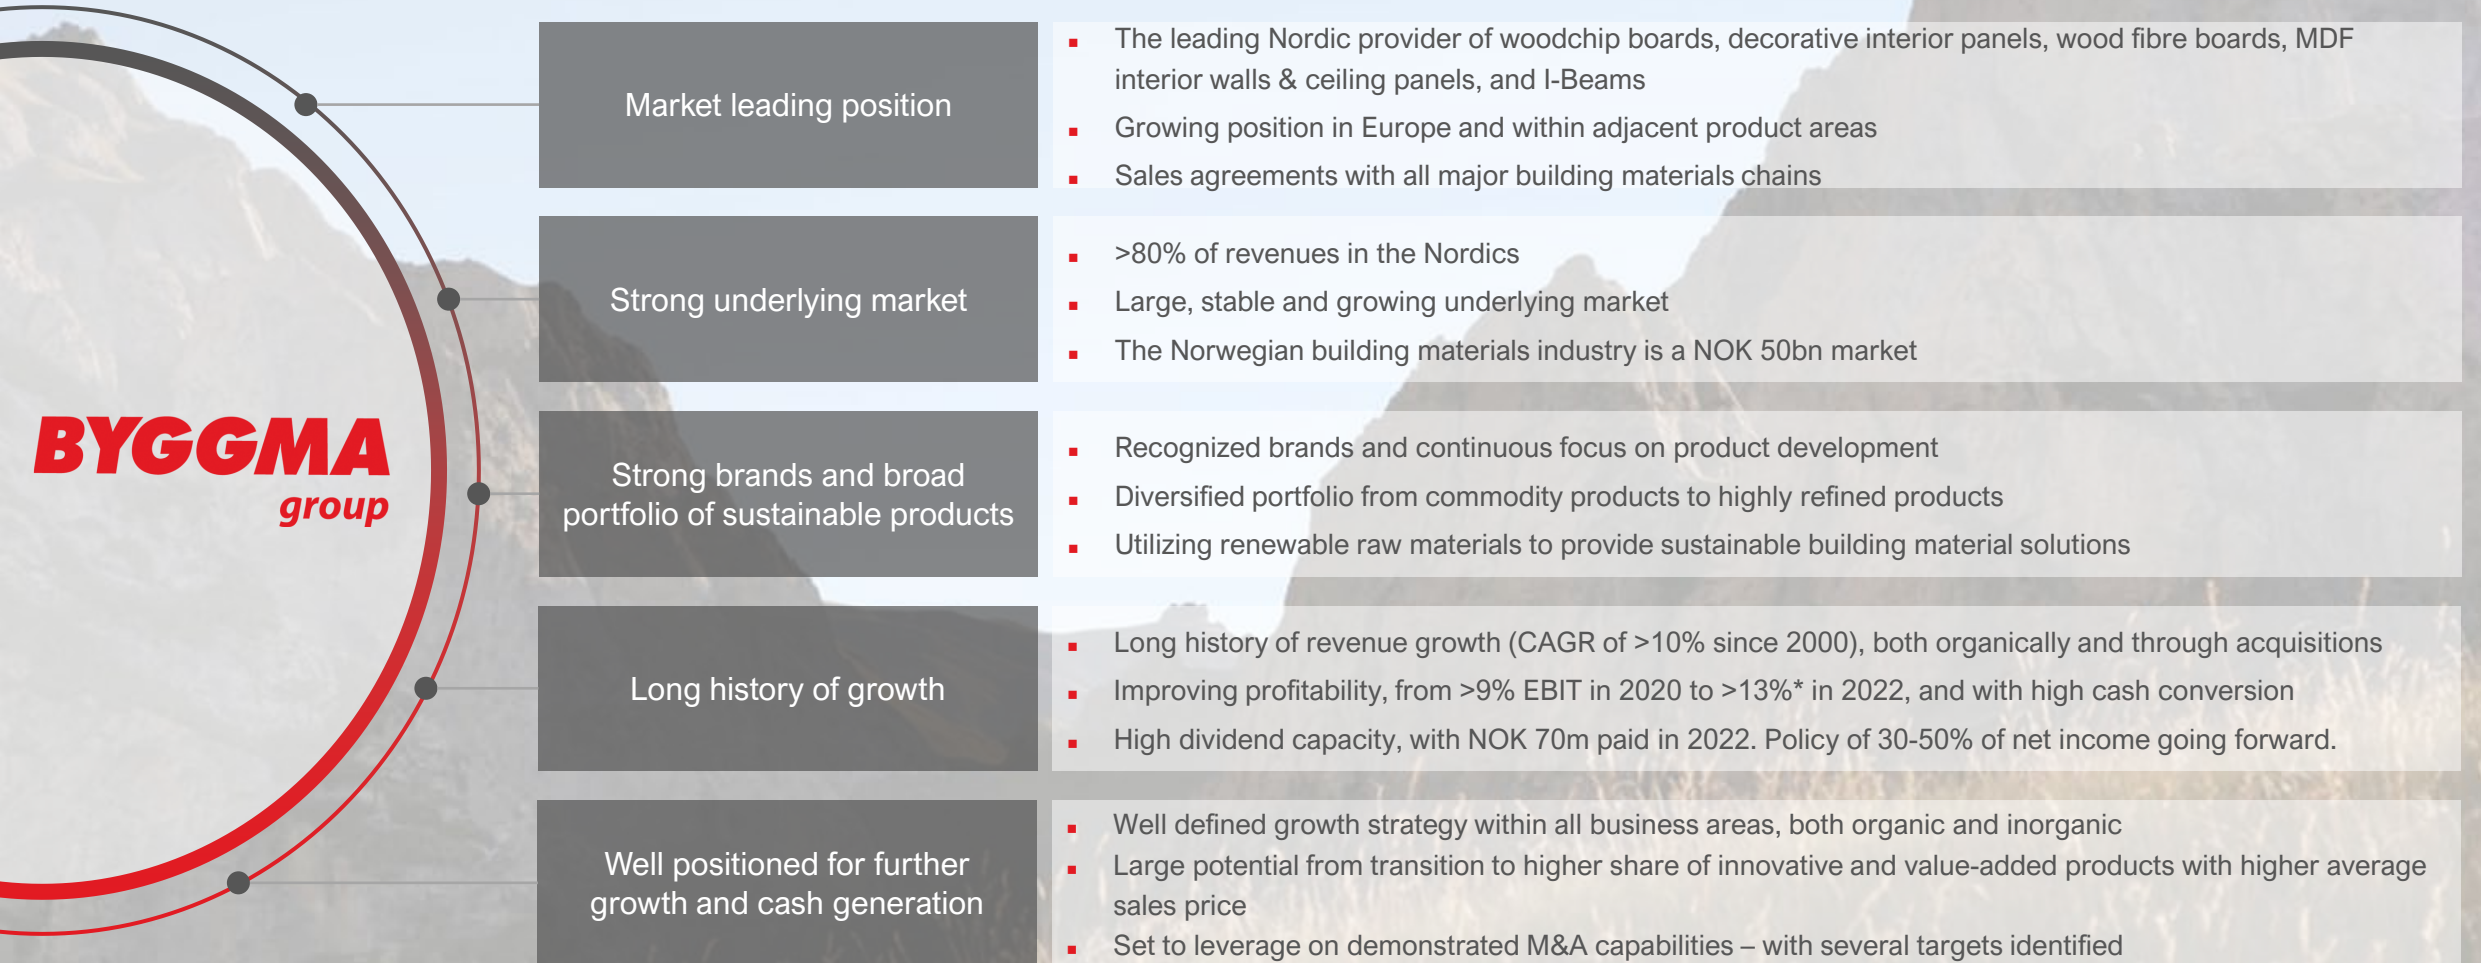 BYGGMA
group
Market leading position
▪ The leading Nordic provider of woodchip boards, decorative interior panels, wood fibre boards, MDF
interior walls & ceiling panels, and I-Beams
▪ Growing position in Europe and within adjacent product areas
▪ Sales agreements with all major building materials chains
Strong underlying market
▪ >80% of revenues in the Nordics
▪ Large, stable and growing underlying market
▪ The Norwegian building materials industry is a NOK 50bn market
Strong brands and broad
portfolio of sustainable products
▪ Recognized brands and continuous focus on product development
▪ Diversified portfolio from commodity products to highly refined products
▪ Utilizing renewable raw materials to provide sustainable building material solutions
Long history of growth
▪ Long history of revenue growth (CAGR of >10% since 2000), both organically and through acquisitions
▪ Improving profitability, from >9% EBIT in 2020 to >13%* in 2022, and with high cash conversion
▪ High dividend capacity, with NOK 70m paid in 2022. Policy of 30-50% of net income going forward.
Well positioned for further
growth and cash generation
▪ Well defined growth strategy within all business areas, both organic and inorganic
▪ Large potential from transition to higher share of innovative and value-added products with higher average
sales price
▪ Set to leverage on demonstrated M&A capabilities – with several targets identified